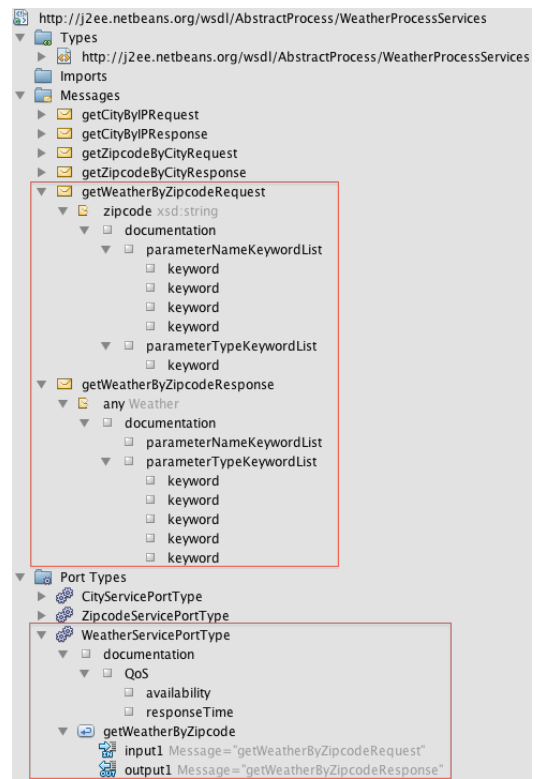 http://j2ee.netbeans.org/wsdl/AbstractProcess/WeatherProcessServices
Types
http://j2ee.netbeans.org/wsdl/AbstractProcess/WeatherProcessServices
Imports
Messages
getCityByIPRequest
getCityByIPResponse
getZipcodeByCityRequest
getZipcodeByCityResponse
getWeatherByZipcodeRequest
zipcode xsd:string
documentation
parameterNameKeywordList
keyword
keyword
keyword
keyword
parameterTypeKeywordList
keyword
getWeatherByZipcodeResponse
any Weather
documentation
parameterNameKeywordList
parameterTypeKeywordList
keyword
keyword
keyword
keyword
keyword
Port Types
CityServicePortType
ZipcodeServicePortType
WeatherServicePortType
documentation
QoS
availability
responseTime
getWeatherByZipcode
input1 Message="getWeatherByZipcodeRequest"
output1 Message="getWeatherByZipcodeResponse"